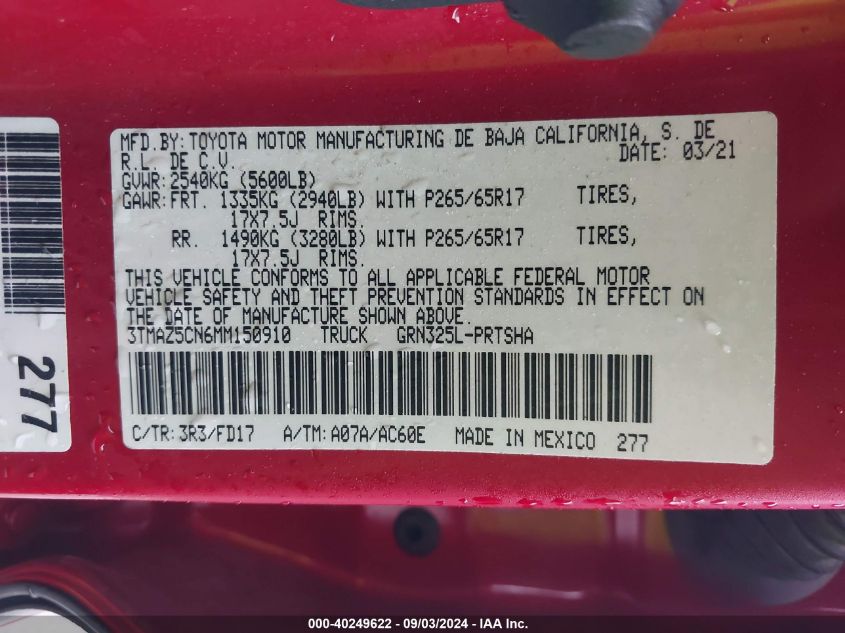 MFD.BY:TOYOTA MOTOR MANUFACTURING DE BAJA CALIFORNIA, S. DE
R.L. DE C.V. DATE: 03/21
GVWR:2540KG (5600LB)
GAWR:FRT. 1335KG (2940LB) WITH P265/65R17 TIRES,
17X7.5J RIMS.
RR. 1490KG (3280LB) WITH P265/65R17 TIRES,
17X7.5J RIMS.
THIS VEHICLE CONFORMS TO ALL APPLICABLE FEDERAL MOTOR
VEHICLE SAFETY AND THEFT PREVENTION STANDARDS IN EFFECT ON
THE DATE OF MANUFACTURE SHOWN ABOVE.
3TMAZ5CN6MM150910 TRUCK GRN325L-PRTSHA
C/TR:3R3/FD17 A/TM:A07A/AC60E MADE IN MEXICO 277
277
000-40249622 - 09/03/2024 - IAA Inc.